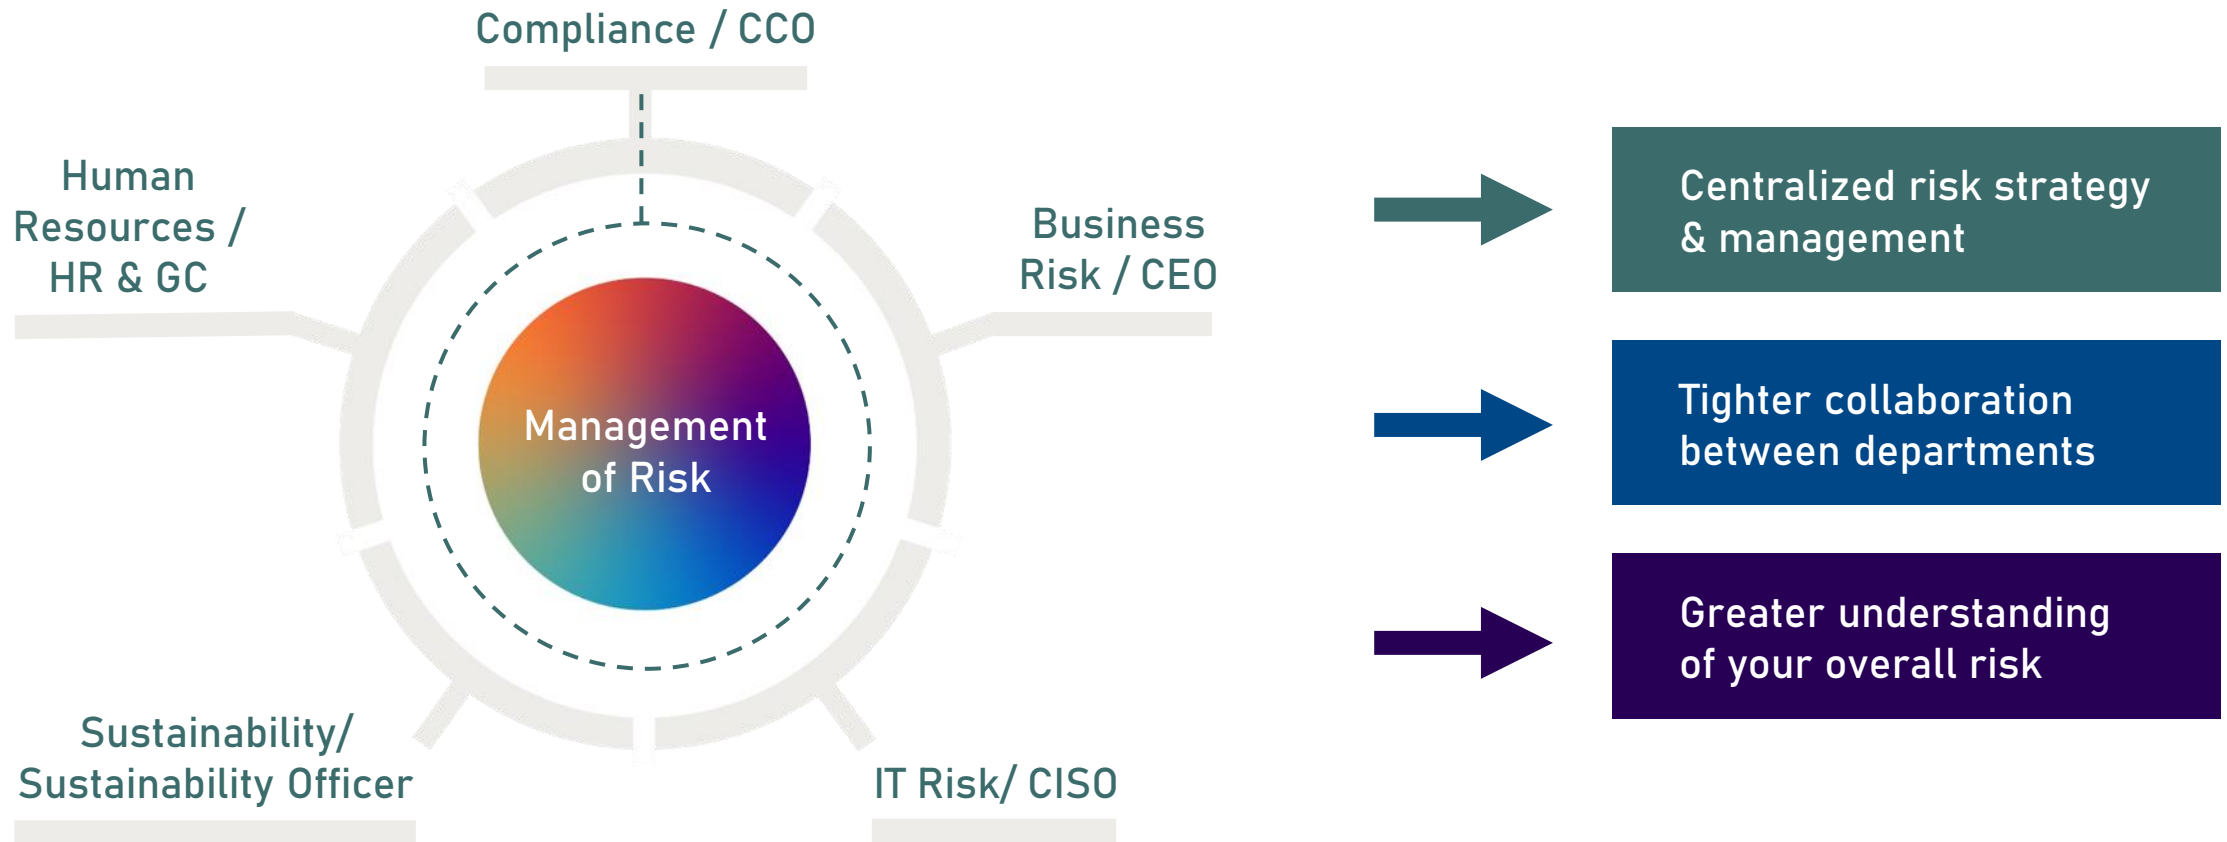 Compliance / CCO
Human
Resources /
HR & GC
Business
Risk / CEO
Management
of Risk
Sustainability/
Sustainability Officer
IT Risk/ CISO
Centralized risk strategy
& management
Tighter collaboration
between departments
Greater understanding
of your overall risk